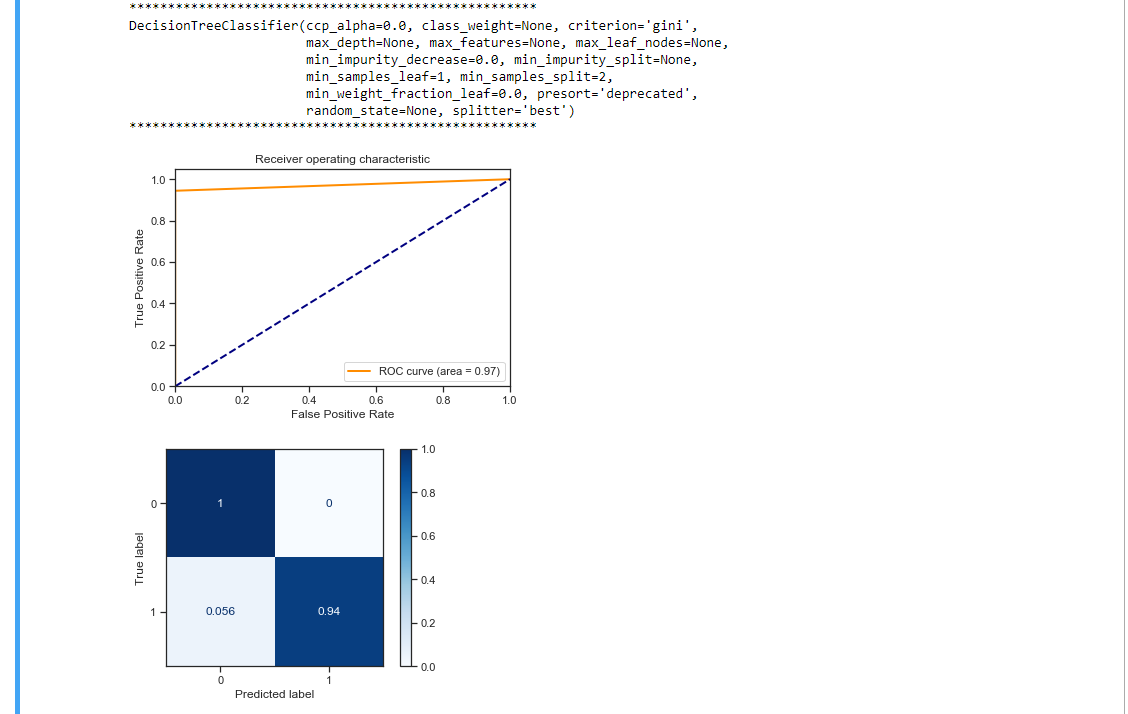 *****************************************************
DecisionTreeClassifier(ccp_alpha=0.0, class_weight=None, criterion='gini',
max_depth=None, max_features=None, max_leaf_nodes=None,
min_impurity_decrease=0.0, min_impurity_split=None,
min_samples_leaf=1, min_samples_split=2,
min_weight_fraction_leaf=0.0, presort='deprecated',
random_state=None, splitter='best')
*****************************************************
Receiver operating characteristic
1.0
0.8
0.6
0.4
0.2
0.0
True Positive Rate
ROC curve (area = 0.97)
0.0 0.2 0.4 0.6 0.8 1.0
False Positive Rate
True label
0 1 0
1 0.056 0.94
0 1
Predicted label
1.0
0.8
0.6
0.4
0.2
0.0